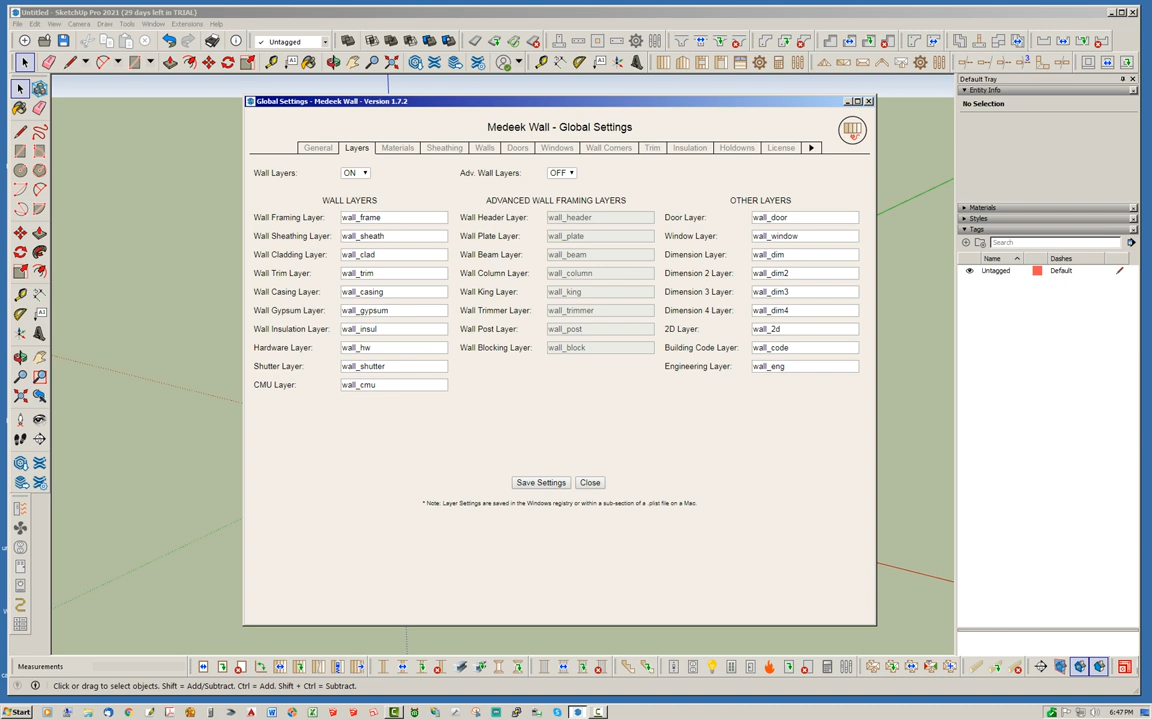 Untitled - SketchUp Pro 2021 (29 days left in TRIAL)
File Edit View Camera Draw Tools Window Extensions Help
✓ Untagged
Global Settings - Medeek Wall - Version 1.7.2
Medeek Wall - Global Settings
General Layers Materials Sheathing Walls Doors Windows Wall Corners Trim Insulation Holdowns License
Wall Layers: ON Adv. Wall Layers: OFF
WALL LAYERS ADVANCED WALL FRAMING LAYERS OTHER LAYERS
Wall Framing Layer: wall_frame Wall Header Layer: wall_header Door Layer: wall_door
Wall Sheathing Layer: wall_sheath Wall Plate Layer: wall_plate Window Layer: wall_window
Wall Cladding Layer: wall_clad Wall Beam Layer: wall_beam Dimension Layer: wall_dim
Wall Trim Layer: wall_trim Wall Column Layer: wall_column Dimension 2 Layer: wall_dim2
Wall Casing Layer: wall_casing Wall King Layer: wall_king Dimension 3 Layer: wall_dim3
Wall Gypsum Layer: wall_gypsum Wall Trimmer Layer: wall_trimmer Dimension 4 Layer: wall_dim4
Wall Insulation Layer: wall_insul Wall Post Layer: wall_post 2D Layer: wall_2d
Hardware Layer: wall_hw Wall Blocking Layer: wall_block Building Code Layer: wall_code
Shutter Layer: wall_shutter Engineering Layer: wall_eng
CMU Layer: wall_cmu
Save Settings Close
* Note: Layer Settings are saved in the Windows registry or within a sub-section of a .plist file on a Mac.
Default Tray
Entity Info
No Selection
Materials
Styles
Tags
Search
Name Dashes
Untagged Default
Measurements
Click or drag to select objects. Shift = Add/Subtract. Ctrl = Add. Shift + Ctrl = Subtract.
Start 6:47PM